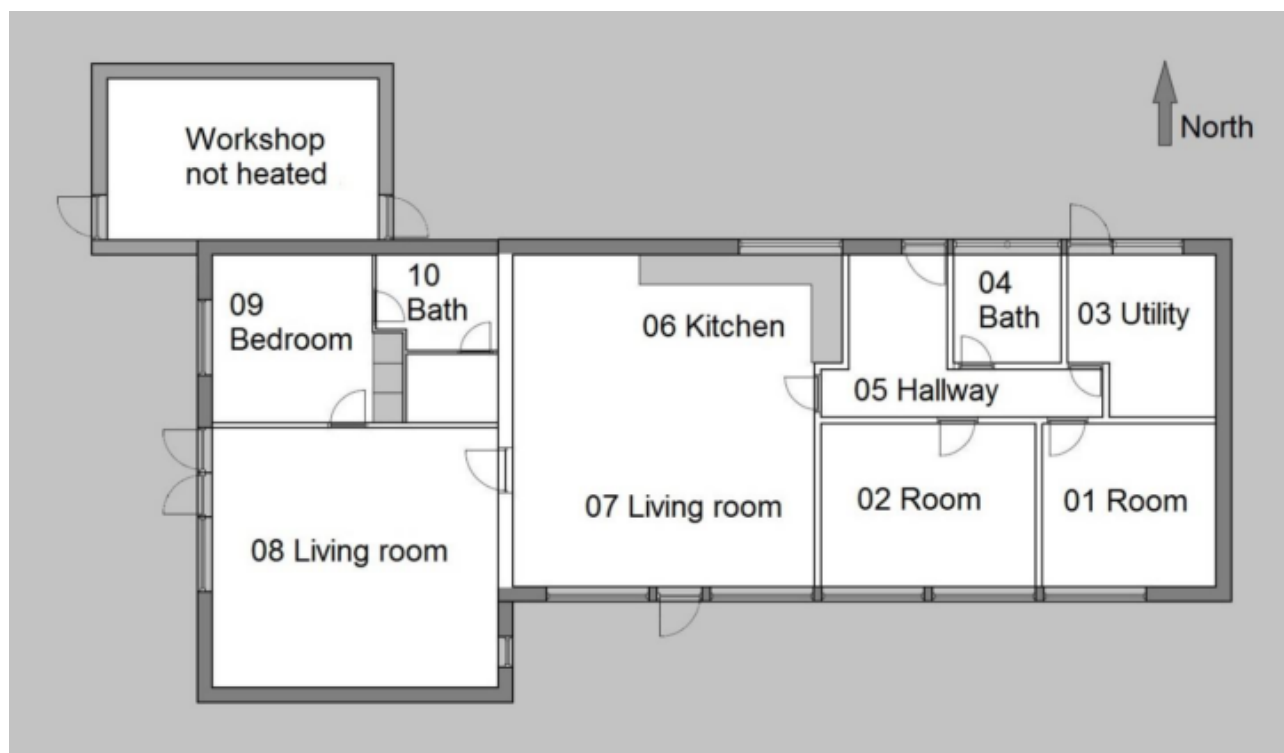 Workshop
not heated
North
09
Bedroom
10
Bath
06 Kitchen
04
Bath
03 Utility
05 Hallway
07 Living room
02 Room
01 Room
08 Living room